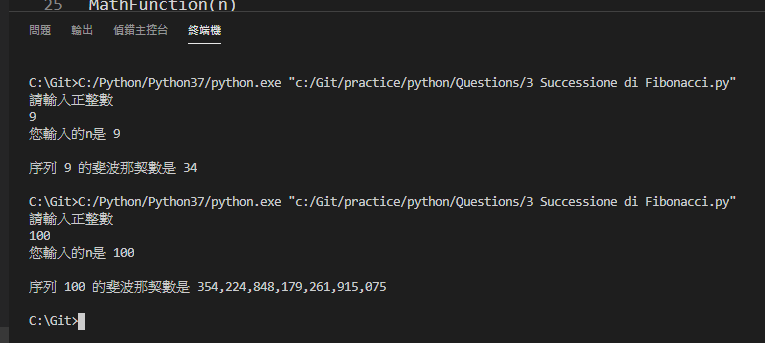 25 MathFunction(n)
問題 輸出 偵錯主控台 終端機
C:\Git>C:/Python/Python37/python.exe "c:/Git/practice/python/Questions/3 Successione di Fibonacci.py"
請輸入正整數
9
您輸入的n是 9
序列 9 的斐波那契數是 34
C:\Git>C:/Python/Python37/python.exe "c:/Git/practice/python/Questions/3 Successione di Fibonacci.py"
請輸入正整數
100
您輸入的n是 100
序列 100 的斐波那契數是 354,224,848,179,261,915,075
C:\Git>